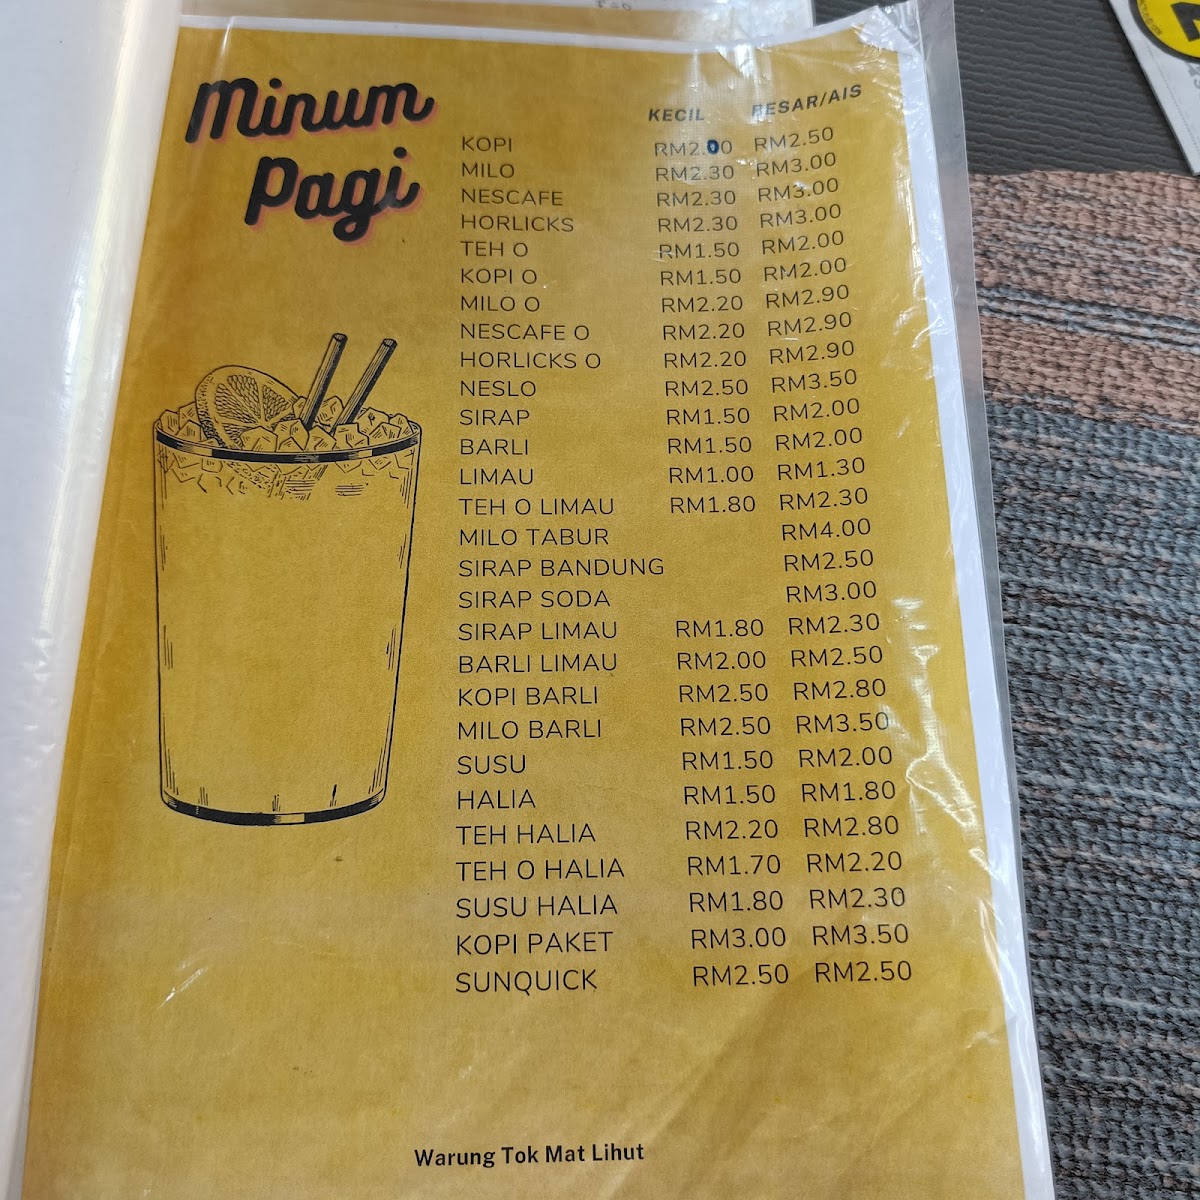 Minum
Pagi
KECIL BESAR/AIS
KOPI RM2.00 RM2.50
MILO RM2.30 RM3.00
NESCAFE RM2.30 RM3.00
HORLICKS RM2.30 RM3.00
TEH O RM1.50 RM2.00
KOPI O RM1.50 RM2.00
MILO O RM2.20 RM2.90
NESCAFE O RM2.20 RM2.90
HORLICKS O RM2.20 RM2.90
NESLO RM2.50 RM3.50
SIRAP RM1.50 RM2.00
BARLI RM1.50 RM2.00
LIMAU RM1.00 RM1.30
TEH O LIMAU RM1.80 RM2.30
MILO TABUR RM4.00
SIRAP BANDUNG RM2.50
SIRAP SODA RM3.00
SIRAP LIMAU RM1.80 RM2.30
BARLI LIMAU RM2.00 RM2.50
KOPI BARLI RM2.50 RM2.80
MILO BARLI RM2.50 RM3.50
SUSU RM1.50 RM2.00
HALIA RM1.50 RM1.80
TEH HALIA RM2.20 RM2.80
TEH O HALIA RM1.70 RM2.20
SUSU HALIA RM1.80 RM2.30
KOPI PAKET RM3.00 RM3.50
SUNQUICK RM2.50 RM2.50
Warung Tok Mat Lihut